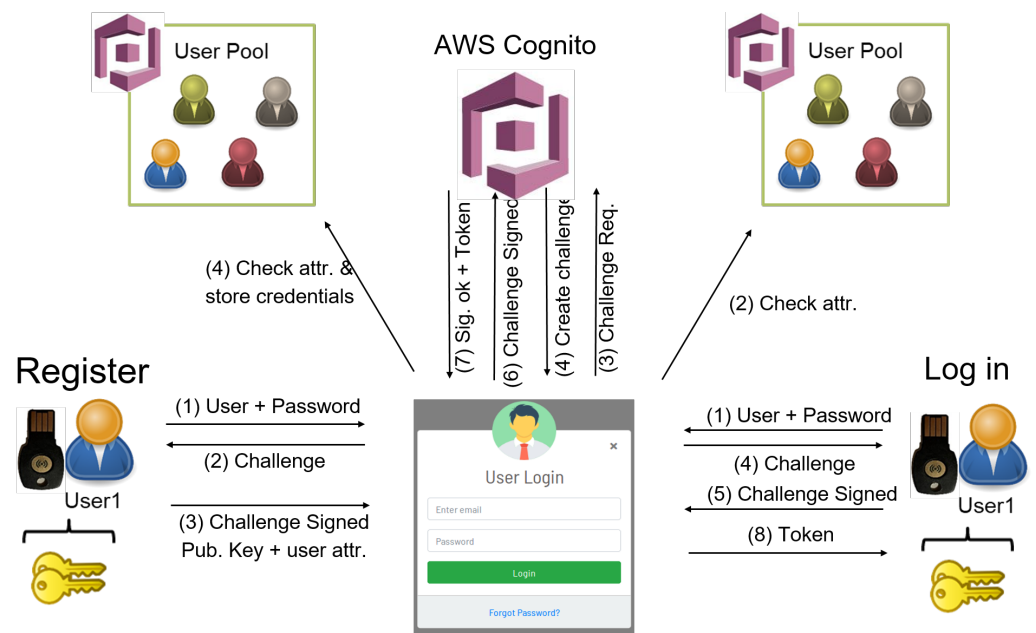 User Pool
AWS Cognito
User Pool
(4) Check attr. &
store credentials
(7) Sig. ok + Token
(6) Challenge Signed
(4) Create challenge
(3) Challenge Req.
(2) Check attr.
Register
Log in
(1) User + Password
(2) Challenge
(3) Challenge Signed
Pub. Key + user attr.
User1
×
User Login
Enter email
Password
Login
Forgot Password?
(1) User + Password
(4) Challenge
(5) Challenge Signed
(8) Token
User1